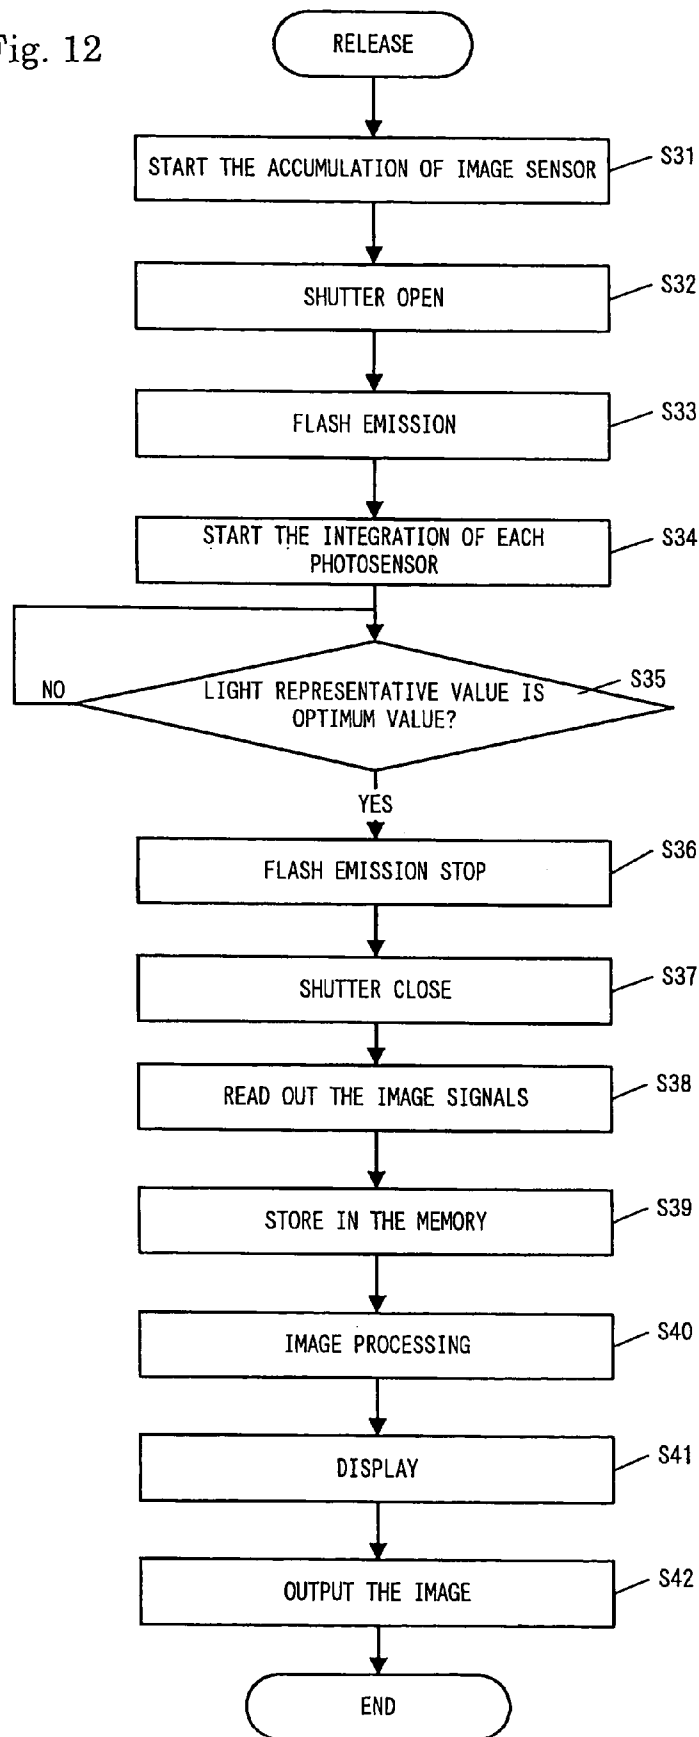 Fig. 12
RELEASE
START THE ACCUMULATION OF IMAGE SENSOR
S31
SHUTTER OPEN
S32
FLASH EMISSION
S33
START THE INTEGRATION OF EACH
PHOTOSENSOR
S34
LIGHT REPRESENTATIVE VALUE IS
OPTIMUM VALUE?
S35
NO
YES
FLASH EMISSION STOP
S36
SHUTTER CLOSE
S37
READ OUT THE IMAGE SIGNALS
S38
STORE IN THE MEMORY
S39
IMAGE PROCESSING
S40
DISPLAY
S41
OUTPUT THE IMAGE
S42
END